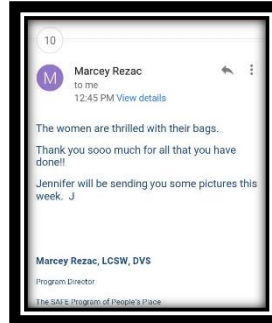 10
M
Marcey Rezac
to me
12:45 PM View details
The women are thrilled with their bags.
Thank you sooo much for all that you have
done!!
Jennifer will be sending you some pictures this
week. J
Marcey Rezac, LCSW, DVS
Program Director
The SAFE Program of People's Place